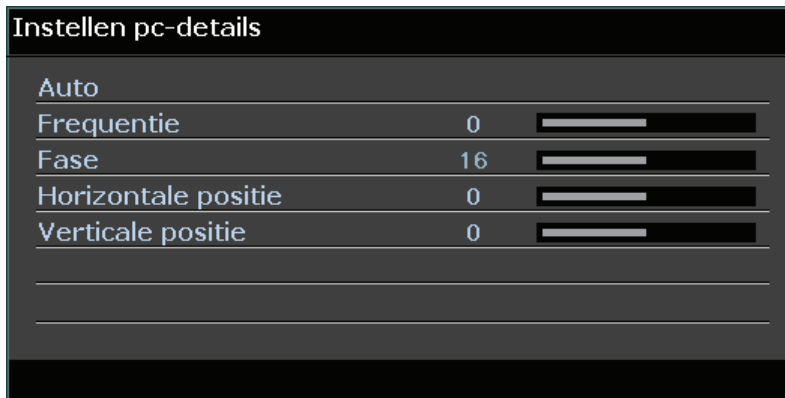 Instellen pc-details
Auto
Frequentie 0
Fase 16
Horizontale positie 0
Verticale positie 0